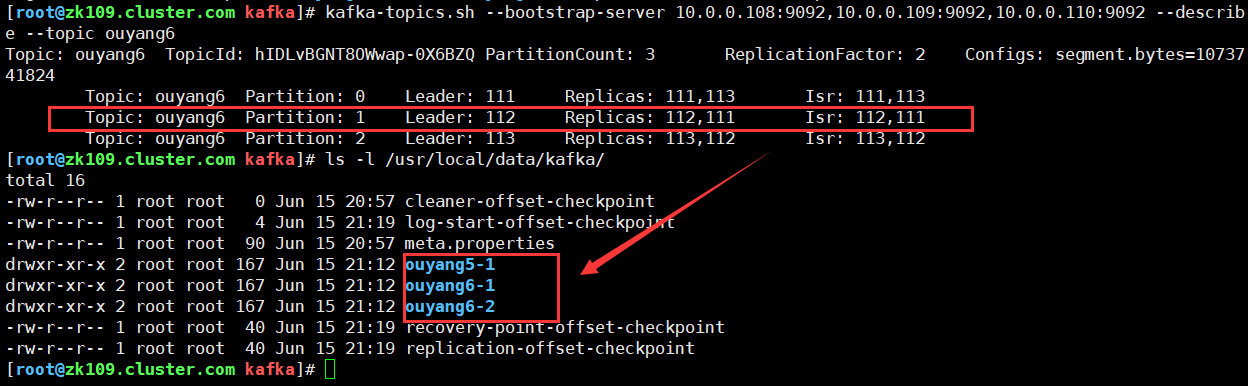 [root@zk109.cluster.com kafka]# kafka-topics.sh --bootstrap-server 10.0.0.108:9092,10.0.0.109:9092,10.0.0.110:9092 --describ
e --topic ouyang6
Topic: ouyang6  TopicId: hIDLvBGNT8OWwap-0X6BZQ PartitionCount: 3       ReplicationFactor: 2    Configs: segment.bytes=10737
41824
        Topic: ouyang6  Partition: 0    Leader: 111     Replicas: 111,113       Isr: 111,113
        Topic: ouyang6  Partition: 1    Leader: 112     Replicas: 112,111       Isr: 112,111
        Topic: ouyang6  Partition: 2    Leader: 113     Replicas: 113,112       Isr: 113,112
[root@zk109.cluster.com kafka]# ls -l /usr/local/data/kafka/
total 16
-rw-r--r-- 1 root root   0 Jun 15 20:57 cleaner-offset-checkpoint
-rw-r--r-- 1 root root   4 Jun 15 21:19 log-start-offset-checkpoint
-rw-r--r-- 1 root root  90 Jun 15 20:57 meta.properties
drwxr-xr-x 2 root root 167 Jun 15 21:12 ouyang5-1
drwxr-xr-x 2 root root 167 Jun 15 21:12 ouyang6-1
drwxr-xr-x 2 root root 167 Jun 15 21:12 ouyang6-2
-rw-r--r-- 1 root root  40 Jun 15 21:19 recovery-point-offset-checkpoint
-rw-r--r-- 1 root root  40 Jun 15 21:19 replication-offset-checkpoint
[root@zk109.cluster.com kafka]#